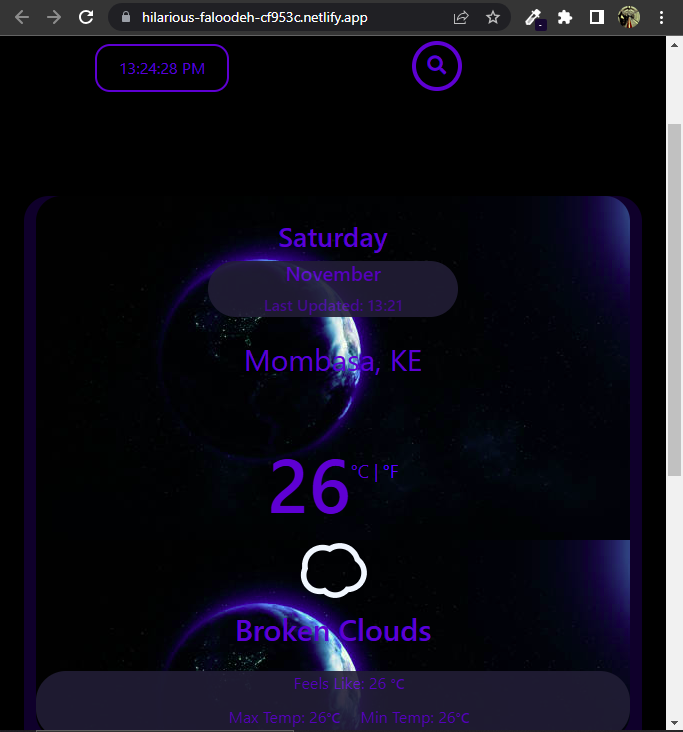 hilarious-faloodeh-cf953c.netlify.app
13:24:28 PM
Saturday
November
Last Updated: 13:21
Mombasa, KE
26 °C | °F
Broken Clouds
Feels Like: 26 °C
Max Temp: 26°C, Min Temp: 26°C